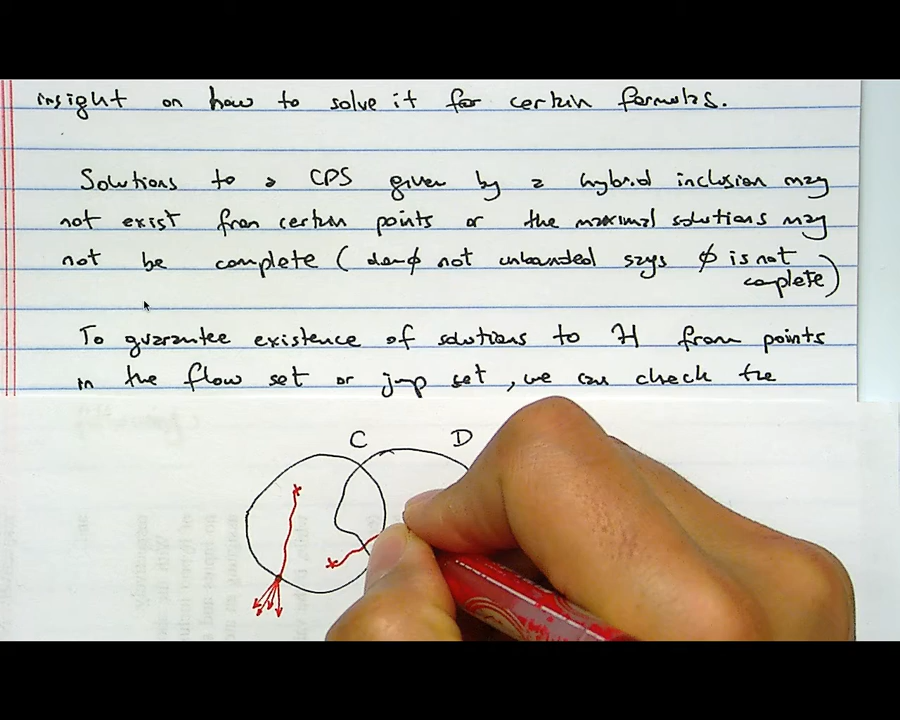 insight on how to solve it for certain formulas.
Solutions to a CPS given by a hybrid inclusion may
not exist from certain points or the maximal solutions may
not be complete ( dom ϕ not unbounded says ϕ is not
complete)
To guarantee existence of solutions to H from points
in the flow set or jump set, we can check the
C D